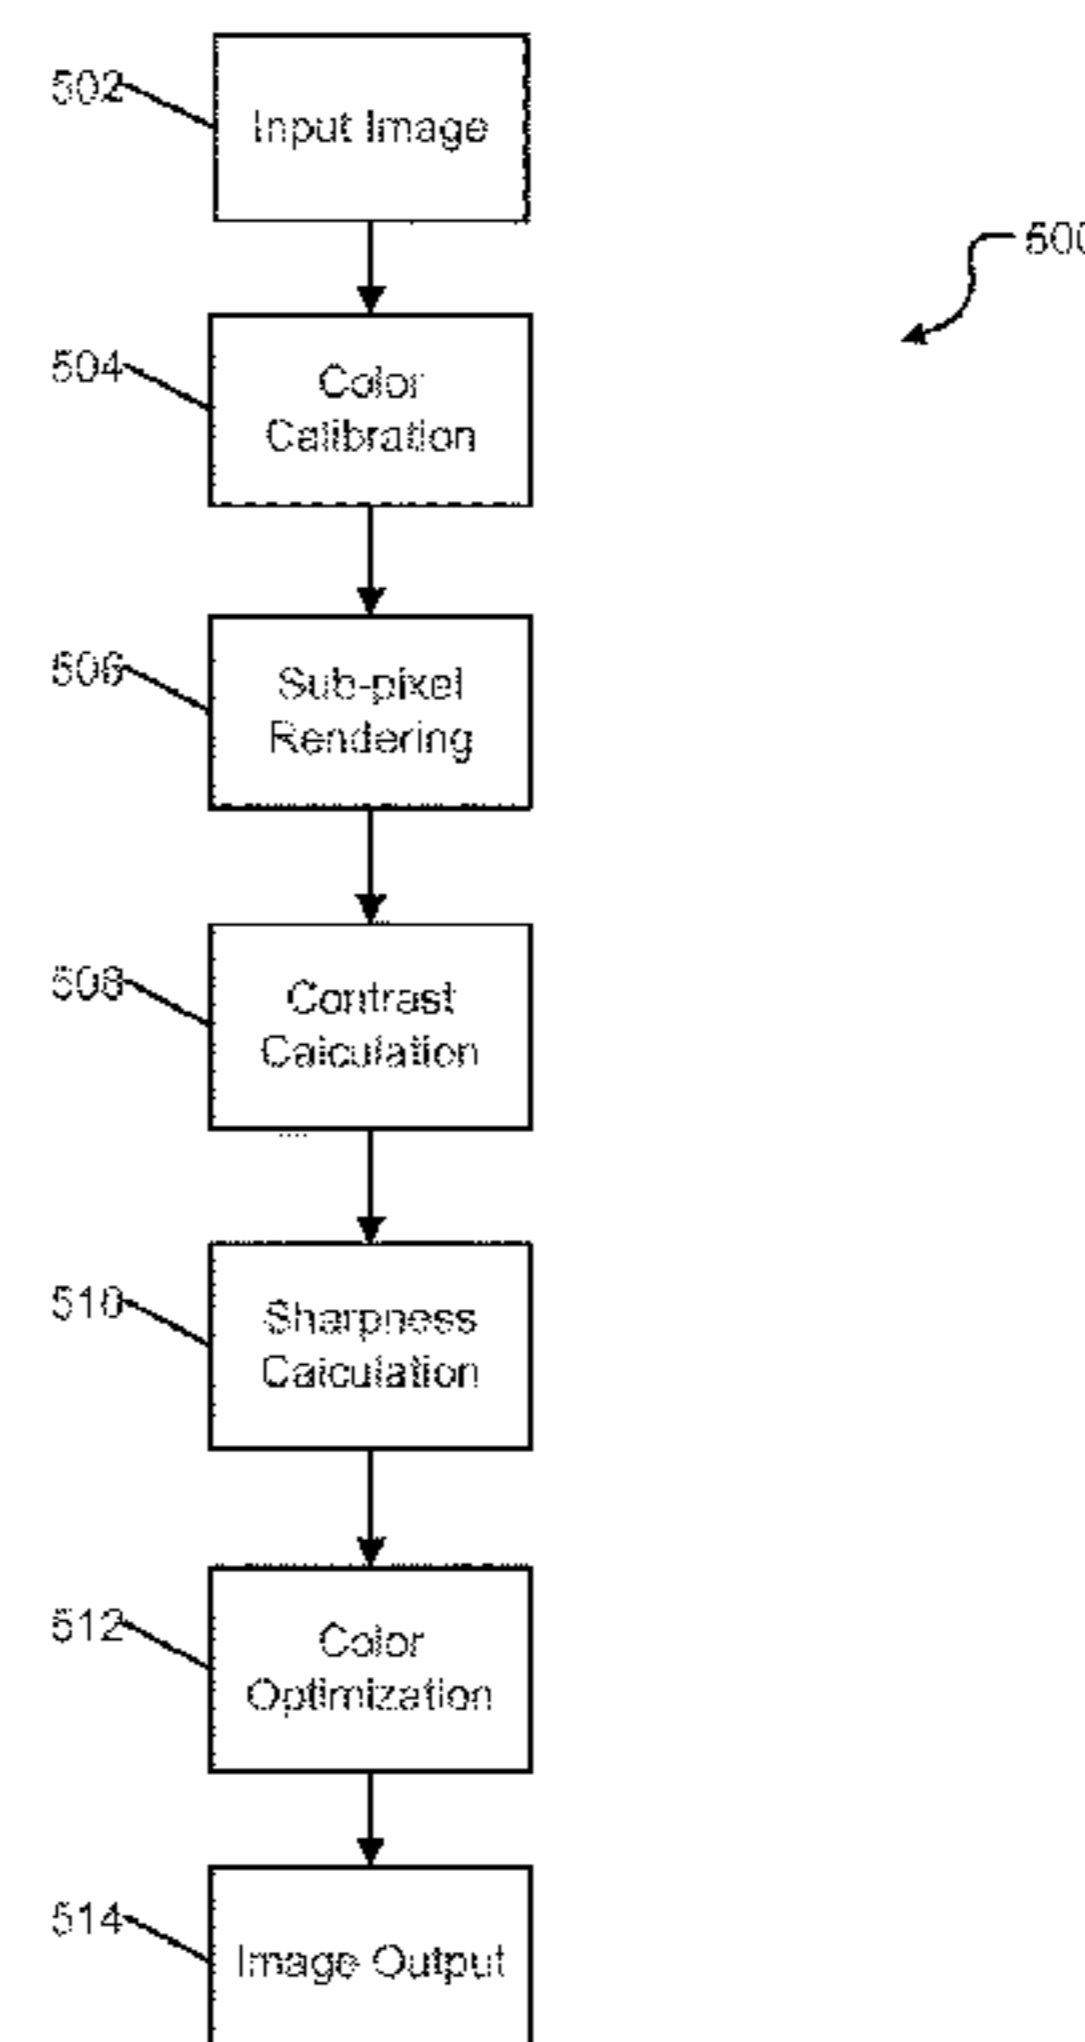 502
Input Image
500
504
Color
Calibration
506
Sub-pixel
Rendering
508
Contrast
Calculation
510
Sharpness
Calculation
512
Color
Optimization
514
Image Output